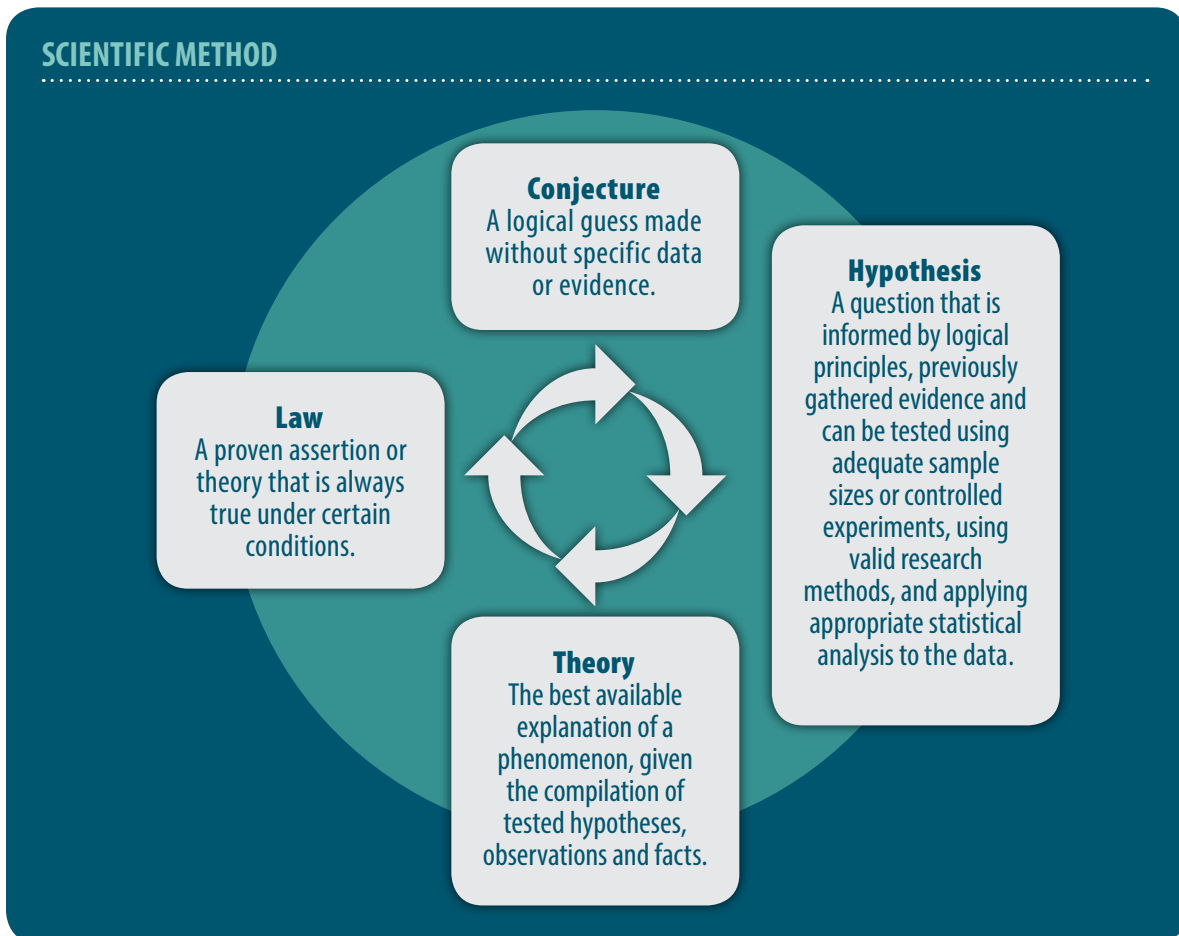 SCIENTIFIC METHOD
Conjecture
A logical guess made
without specific data
or evidence.
Hypothesis
A question that is
informed by logical
principles, previously
gathered evidence and
can be tested using
adequate sample
sizes or controlled
experiments, using
valid research
methods, and applying
appropriate statistical
analysis to the data.
Theory
The best available
explanation of a
phenomenon, given
the compilation of
tested hypotheses,
observations and facts.
Law
A proven assertion or
theory that is always
true under certain
conditions.